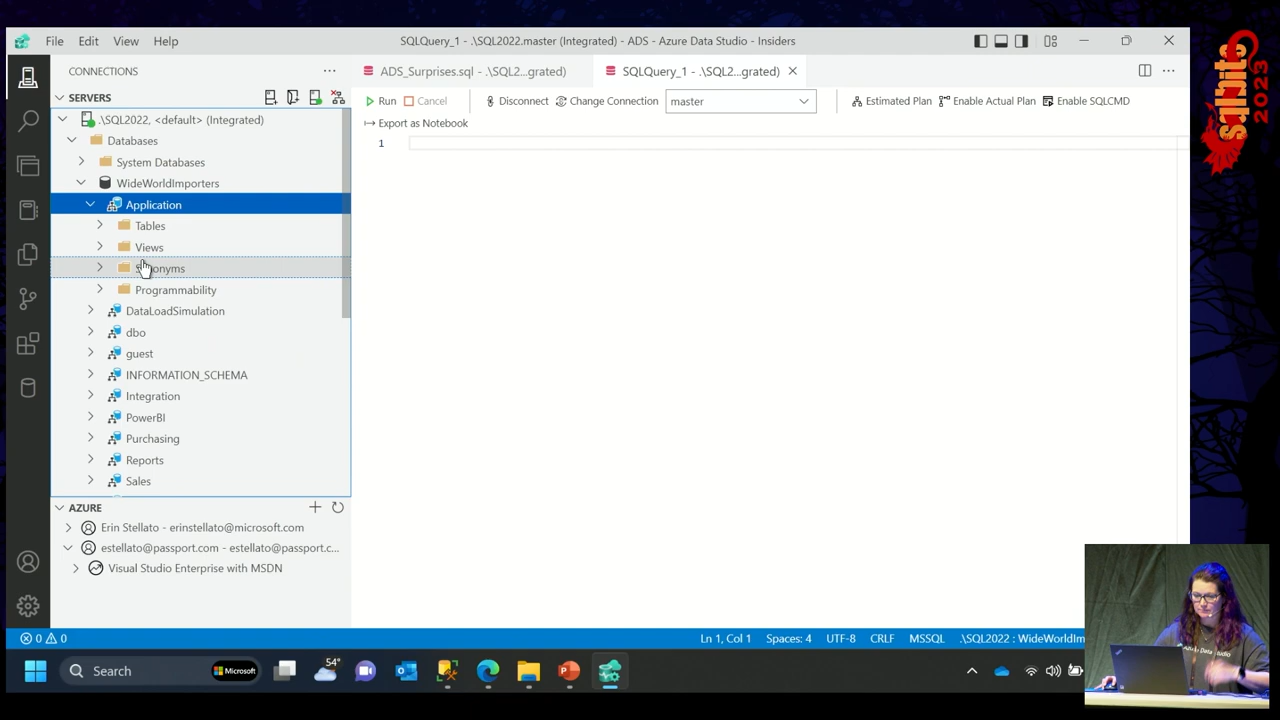 File Edit View Help
SQLQuery_1 - .\SQL2022.master (Integrated) - ADS - Azure Data Studio - Insiders
CONNECTIONS
SERVERS
.\SQL2022, <default> (Integrated)
Databases
System Databases
WideWorldImporters
Application
Tables
Views
Programmability
DataLoadSimulation
dbo
guest
INFORMATION_SCHEMA
Integration
PowerBI
Purchasing
Reports
Sales
AZURE
Erin Stellato - erinstellato@microsoft.com
estellato@passport.com - estellato@passport.c...
Visual Studio Enterprise with MSDN
ADS_Surprises.sql - .\SQL2...grated)
SQLQuery_1 - .\SQL2...grated)
Run Cancel Disconnect Change Connection master Estimated Plan Enable Actual Plan Enable SQLCMD
Export as Notebook
1
0 0 Ln 1, Col 1 Spaces: 4 UTF-8 CRLF MSSQL .\SQL2022 : WideWorldIm
Search Microsoft 54°
sqlbits 2023